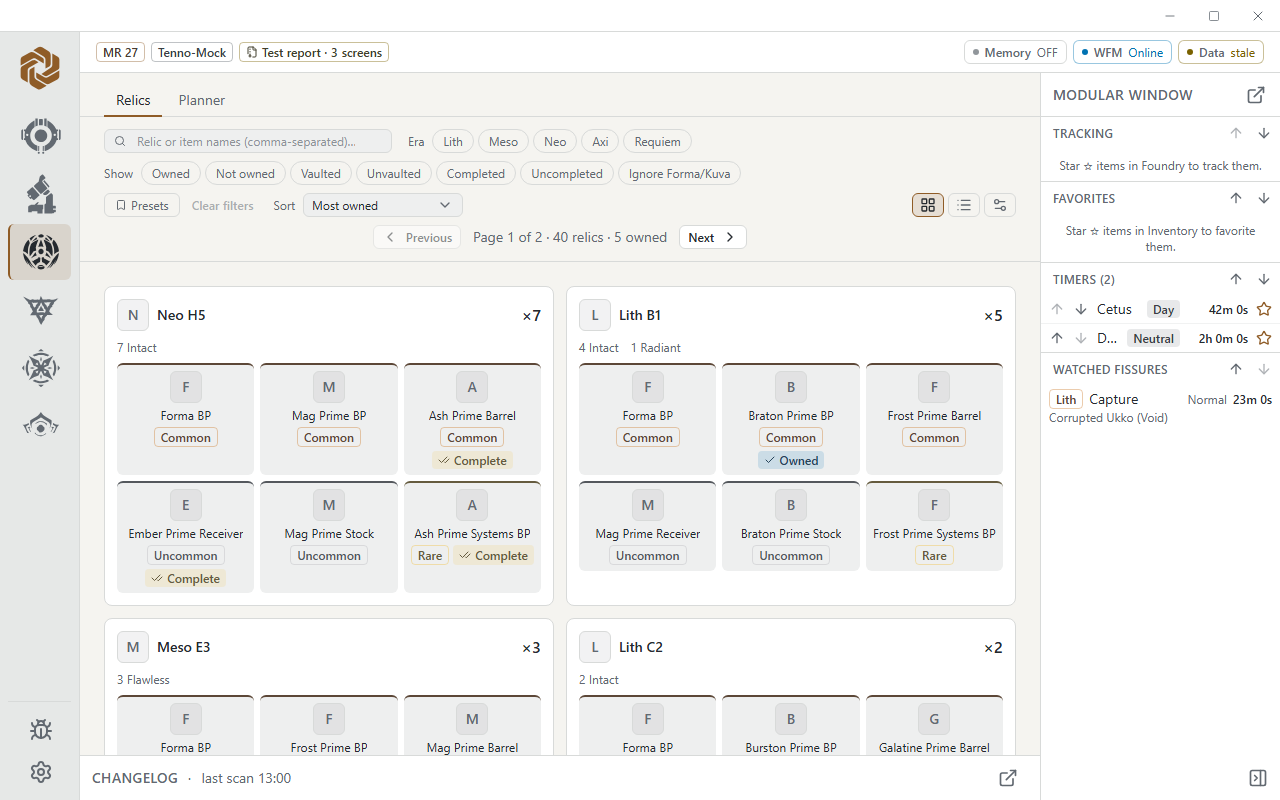 MR 27 Tenno-Mock Test report · 3 screens Memory OFF WFM Online Data stale
Relics Planner
Relic or item names (comma-separated)... Era Lith Meso Neo Axi Requiem
Show Owned Not owned Vaulted Unvaulted Completed Uncompleted Ignore Forma/Kuva
Presets Clear filters Sort Most owned
Previous Page 1 of 2 · 40 relics · 5 owned Next
N Neo H5 ×7
7 Intact
F M A
Forma BP Mag Prime BP Ash Prime Barrel
Common Common Common
Complete
E M A
Ember Prime Receiver Mag Prime Stock Ash Prime Systems BP
Uncommon Uncommon Rare Complete
Complete
L Lith B1 ×5
4 Intact 1 Radiant
F B F
Forma BP Braton Prime BP Frost Prime Barrel
Common Common Common
Owned
M B F
Mag Prime Receiver Braton Prime Stock Frost Prime Systems BP
Uncommon Uncommon Rare
M Meso E3 ×3
3 Flawless
F F M
Forma BP Frost Prime BP Mag Prime Barrel
L Lith C2 ×2
2 Intact
F B G
Forma BP Burston Prime BP Galatine Prime Barrel
CHANGELOG · last scan 13:00
MODULAR WINDOW
TRACKING
Star ☆ items in Foundry to track them.
FAVORITES
Star ☆ items in Inventory to favorite
them.
TIMERS (2)
Cetus Day 42m 0s
D... Neutral 2h 0m 0s
WATCHED FISSURES
Lith Capture Normal 23m 0s
Corrupted Ukko (Void)